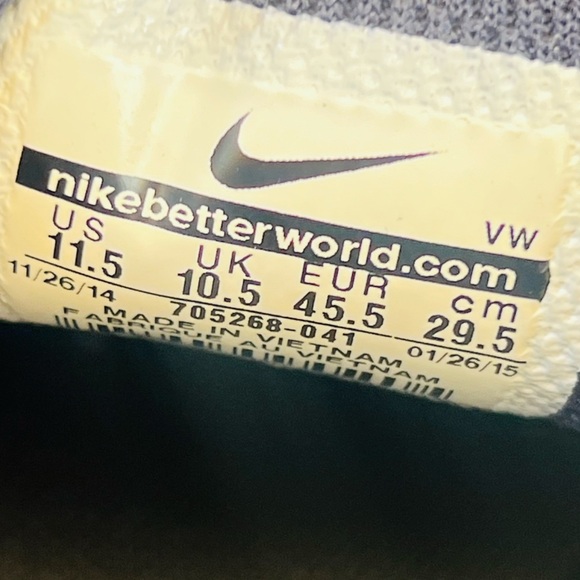 nikebetterworld.com
VW
US UK EUR cm
11.5 10.5 45.5 29.5
11/26/14 705268-041 01/26/15
MADE IN VIETNAM
FABRIQUE AU VIETNAM